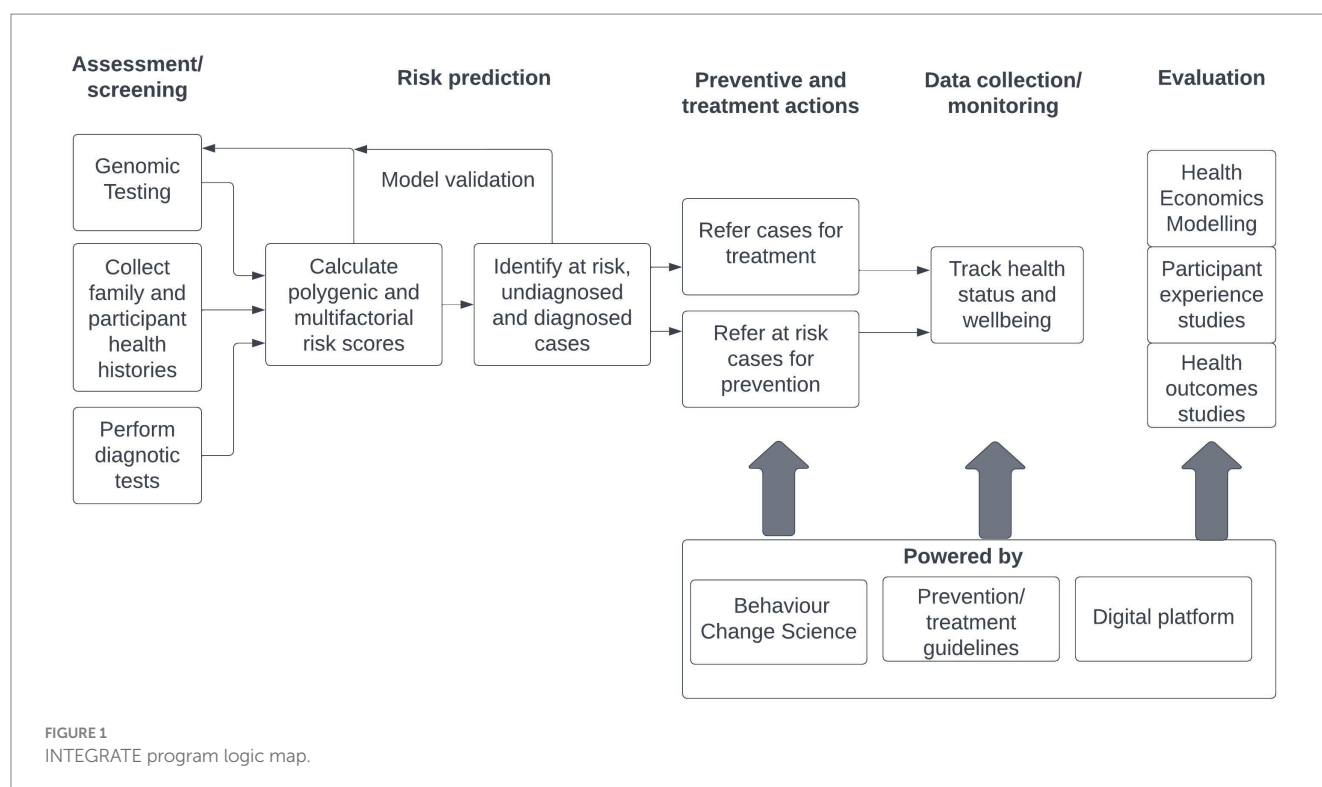 Assessment/
screening
Risk prediction
Preventive and
treatment actions
Data collection/
monitoring
Evaluation
Genomic
Testing
Collect
family and
participant
health
histories
Perform
diagnotic
tests
Model validation
Calculate
polygenic and
multifactorial
risk scores
Identify at risk,
undiagnosed
and diagnosed
cases
Refer cases for
treatment
Refer at risk
cases for
prevention
Track health
status and
wellbeing
Health
Economics
Modelling
Participant
experience
studies
Health
outcomes
studies
Powered by
Behaviour
Change Science
Prevention/
treatment
guidelines
Digital platform
FIGURE 1
INTEGRATE program logic map.